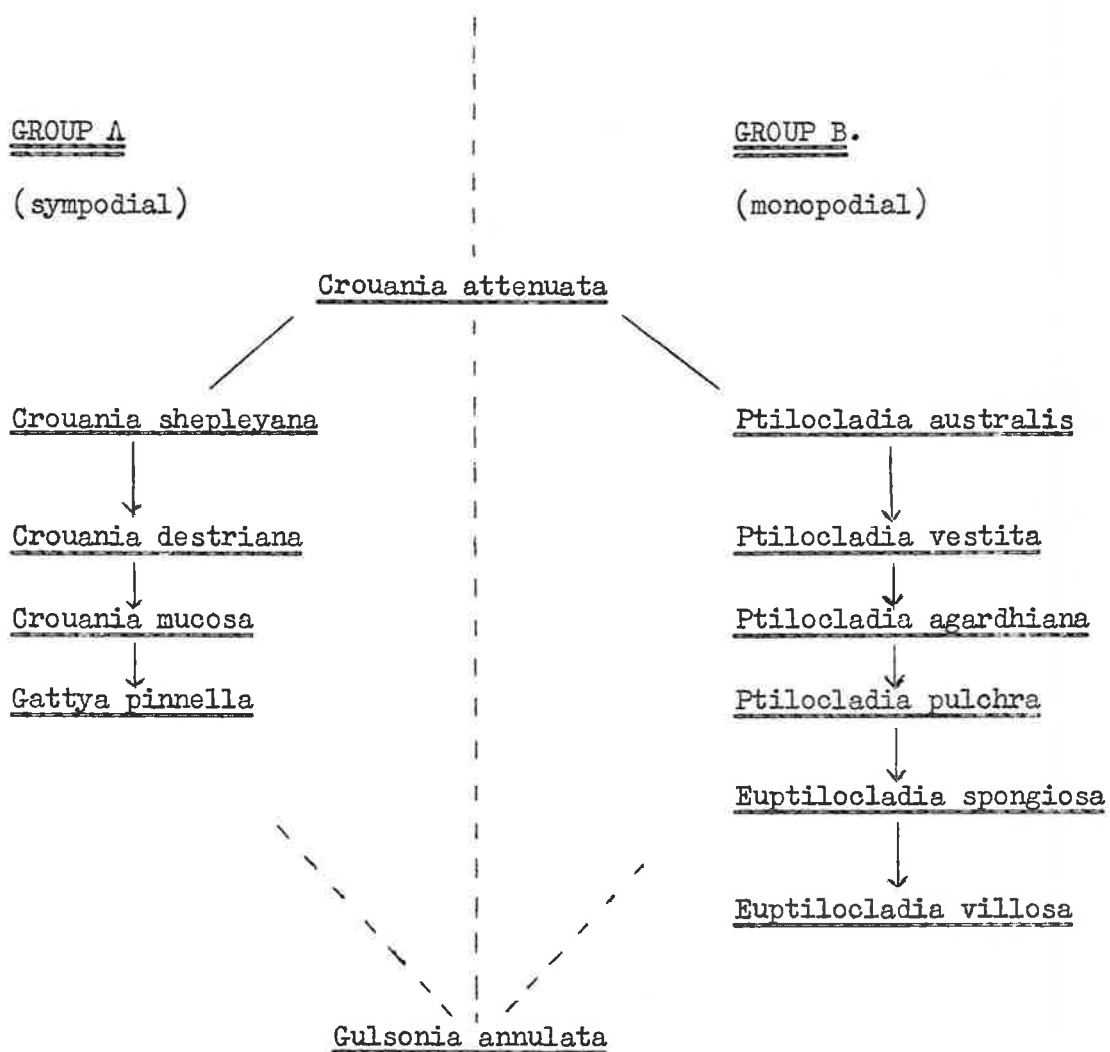 GROUP A
(sympodial)
GROUP B.
(monopodial)
Crouania attenuata
Crouania shepleyana
Crouania destriana
Crouania mucosa
Gattya pinnella
Ptilocladia australis
Ptilocladia vestita
Ptilocladia agardhiana
Ptilocladia pulchra
Euptilocladia spongiosa
Euptilocladia villosa
Gulsonia annulata